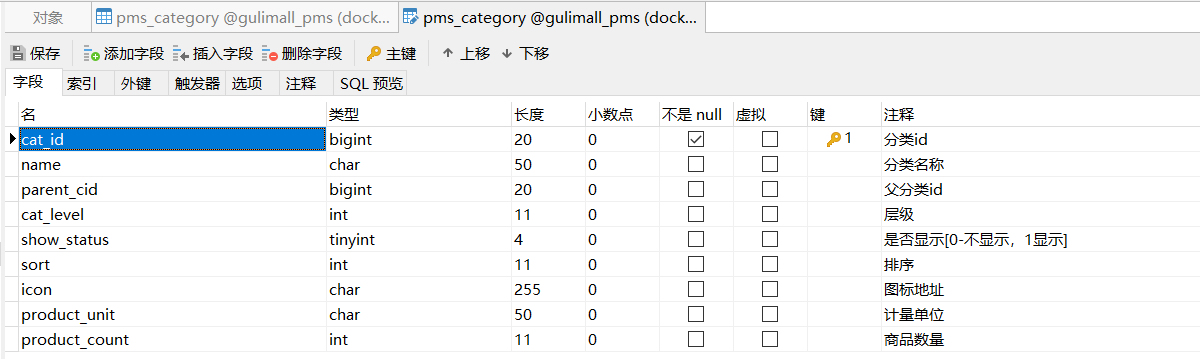 对象 pms_category @gulimall_pms (dock... pms_category @gulimall_pms (dock...
保存 添加字段 插入字段 删除字段 主键 上移 下移
字段 索引 外键 触发器 选项 注释 SQL 预览
名 类型 长度 小数点 不是 null 虚拟 键 注释
cat_id bigint 20 0 1 分类id
name char 50 0 分类名称
parent_cid bigint 20 0 父分类id
cat_level int 11 0 层级
show_status tinyint 4 0 是否显示[0-不显示，1显示]
sort int 11 0 排序
icon char 255 0 图标地址
product_unit char 50 0 计量单位
product_count int 11 0 商品数量